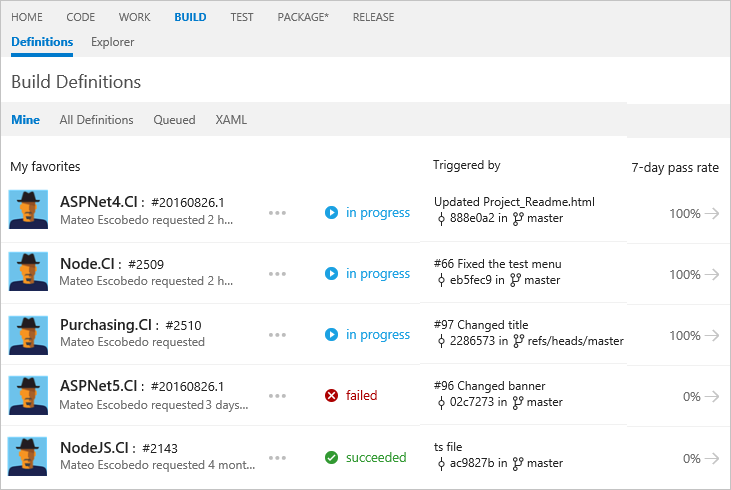 HOME CODE WORK BUILD TEST PACKAGE* RELEASE
Definitions Explorer
Build Definitions
Mine All Definitions Queued XAML
My favorites Triggered by 7-day pass rate
ASPNet4.CI : #20160826.1
Mateo Escobedo requested 2 h...
... in progress
Updated Project_Readme.html
888e0a2 in master
100%
Node.CI : #2509
Mateo Escobedo requested 2 h...
... in progress
#66 Fixed the test menu
eb5fec9 in master
100%
Purchasing.CI : #2510
Mateo Escobedo requested
... in progress
#97 Changed title
2286573 in refs/heads/master
100%
ASPNet5.CI : #20160826.1
Mateo Escobedo requested 3 days...
... failed
#96 Changed banner
02c7273 in master
0%
NodeJS.CI : #2143
Mateo Escobedo requested 4 mont...
... succeeded
ts file
ac9827b in master
0%